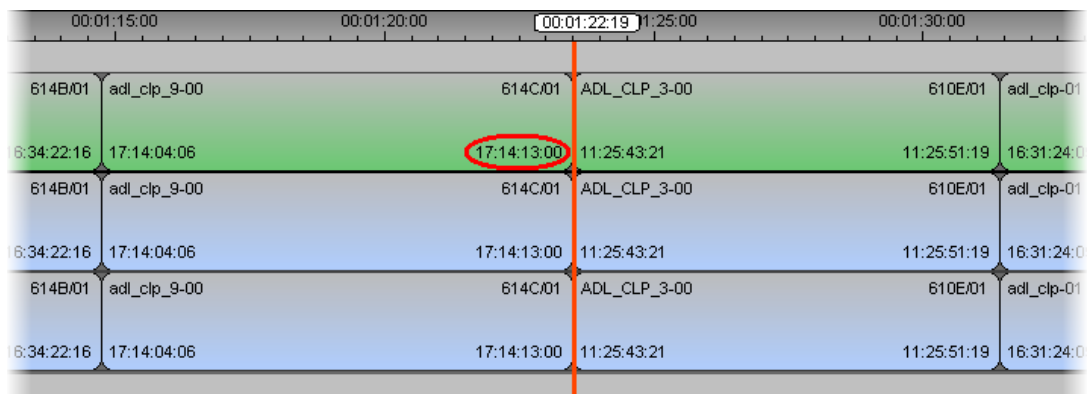 00:01:15:00 00:01:20:00 00:01:22:19 1:25:00 00:01:30:00
614B/01 adl_clp_9-00 614C/01 ADL_CLP_3-00 610E/01 adl_clp-01
6:34:22:16 17:14:04:06 17:14:13:00 11:25:43:21 11:25:51:19 16:31:24:0
614B/01 adl_clp_9-00 614C/01 ADL_CLP_3-00 610E/01 adl_clp-01
6:34:22:16 17:14:04:06 17:14:13:00 11:25:43:21 11:25:51:19 16:31:24:0
614B/01 adl_clp_9-00 614C/01 ADL_CLP_3-00 610E/01 adl_clp-01
6:34:22:16 17:14:04:06 17:14:13:00 11:25:43:21 11:25:51:19 16:31:24:0